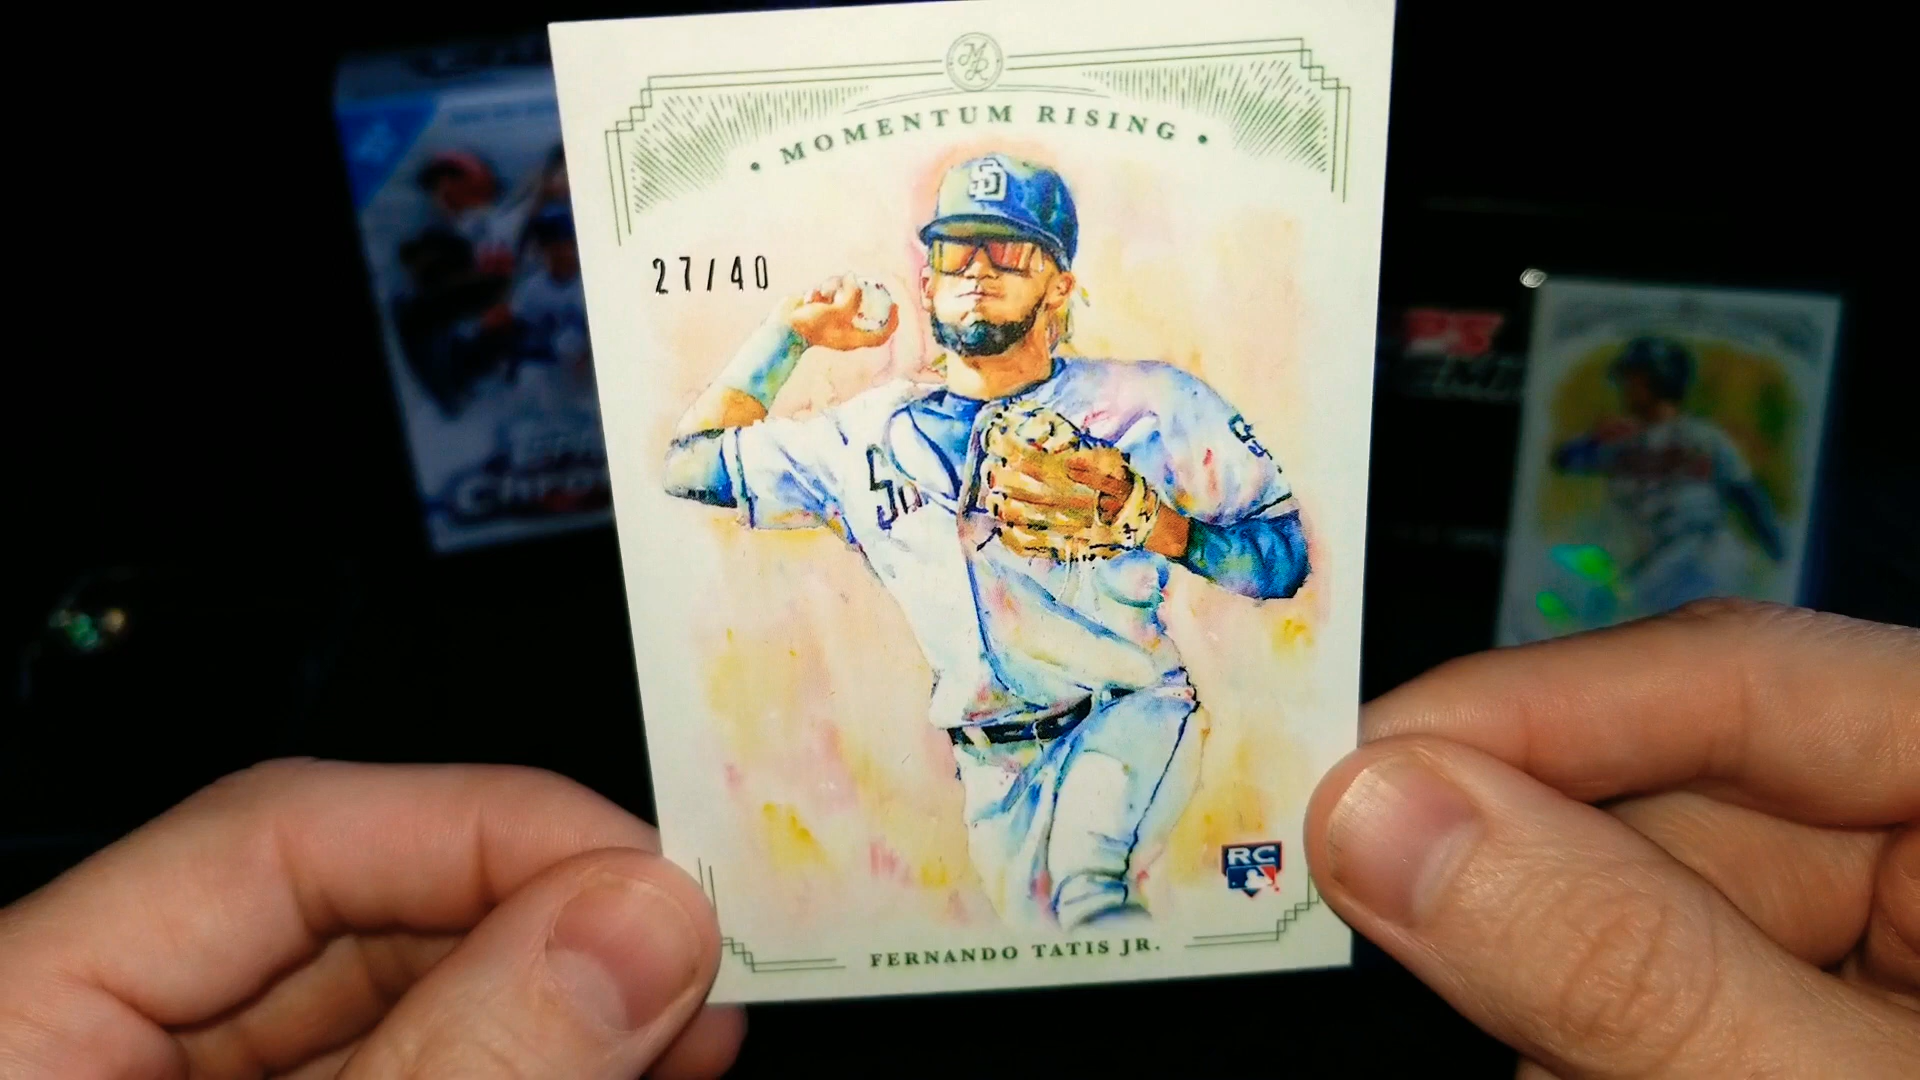 MR
• MOMENTUM RISING •
SD
27/40
RC
FERNANDO TATIS JR.